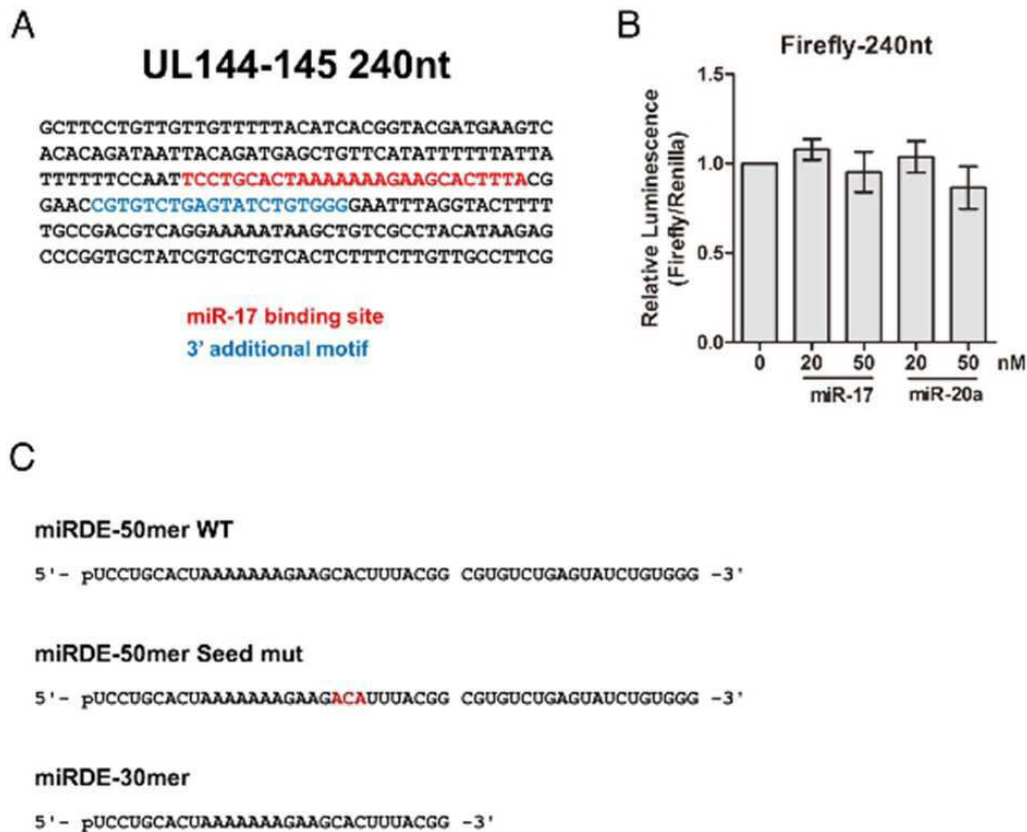 A
UL144-145 240nt
GCTTCCTGTTGTTGTTTTTACATCACGGTACGATGAAGTC
ACACAGATAATTACAGATGAGCTGTTCATATTTTTTATTA
TTTTTTCCAATTCCTGCACTAAAAAAAGAAGCACTTTACG
GAACCGTGTCTGAGTATCTGTGGGGAATTTAGGTACTTTT
TGCCGACGTCAGGAAAAATAAGCTGTCGCCTACATAAGAG
CCCGGTGCTATCGTGCTGTCACTCTTTCTTGTTGCCTTCG
miR-17 binding site
3' additional motif
B
Firefly-240nt
Relative Luminescence
(Firefly/Renilla)
1.5
1.0
0.5
0.0
0 20 50 20 50 nM
miR-17 miR-20a
C
miRDE-50mer WT
5'- pUCCUGCACUAAAAAAAGAAGCACUUUACGG CGUGUCUGAGUAUCUGUGGG -3'
miRDE-50mer Seed mut
5'- pUCCUGCACUAAAAAAAGAAGACAUUUACGG CGUGUCUGAGUAUCUGUGGG -3'
miRDE-30mer
5'- pUCCUGCACUAAAAAAAGAAGCACUUUACGG -3'